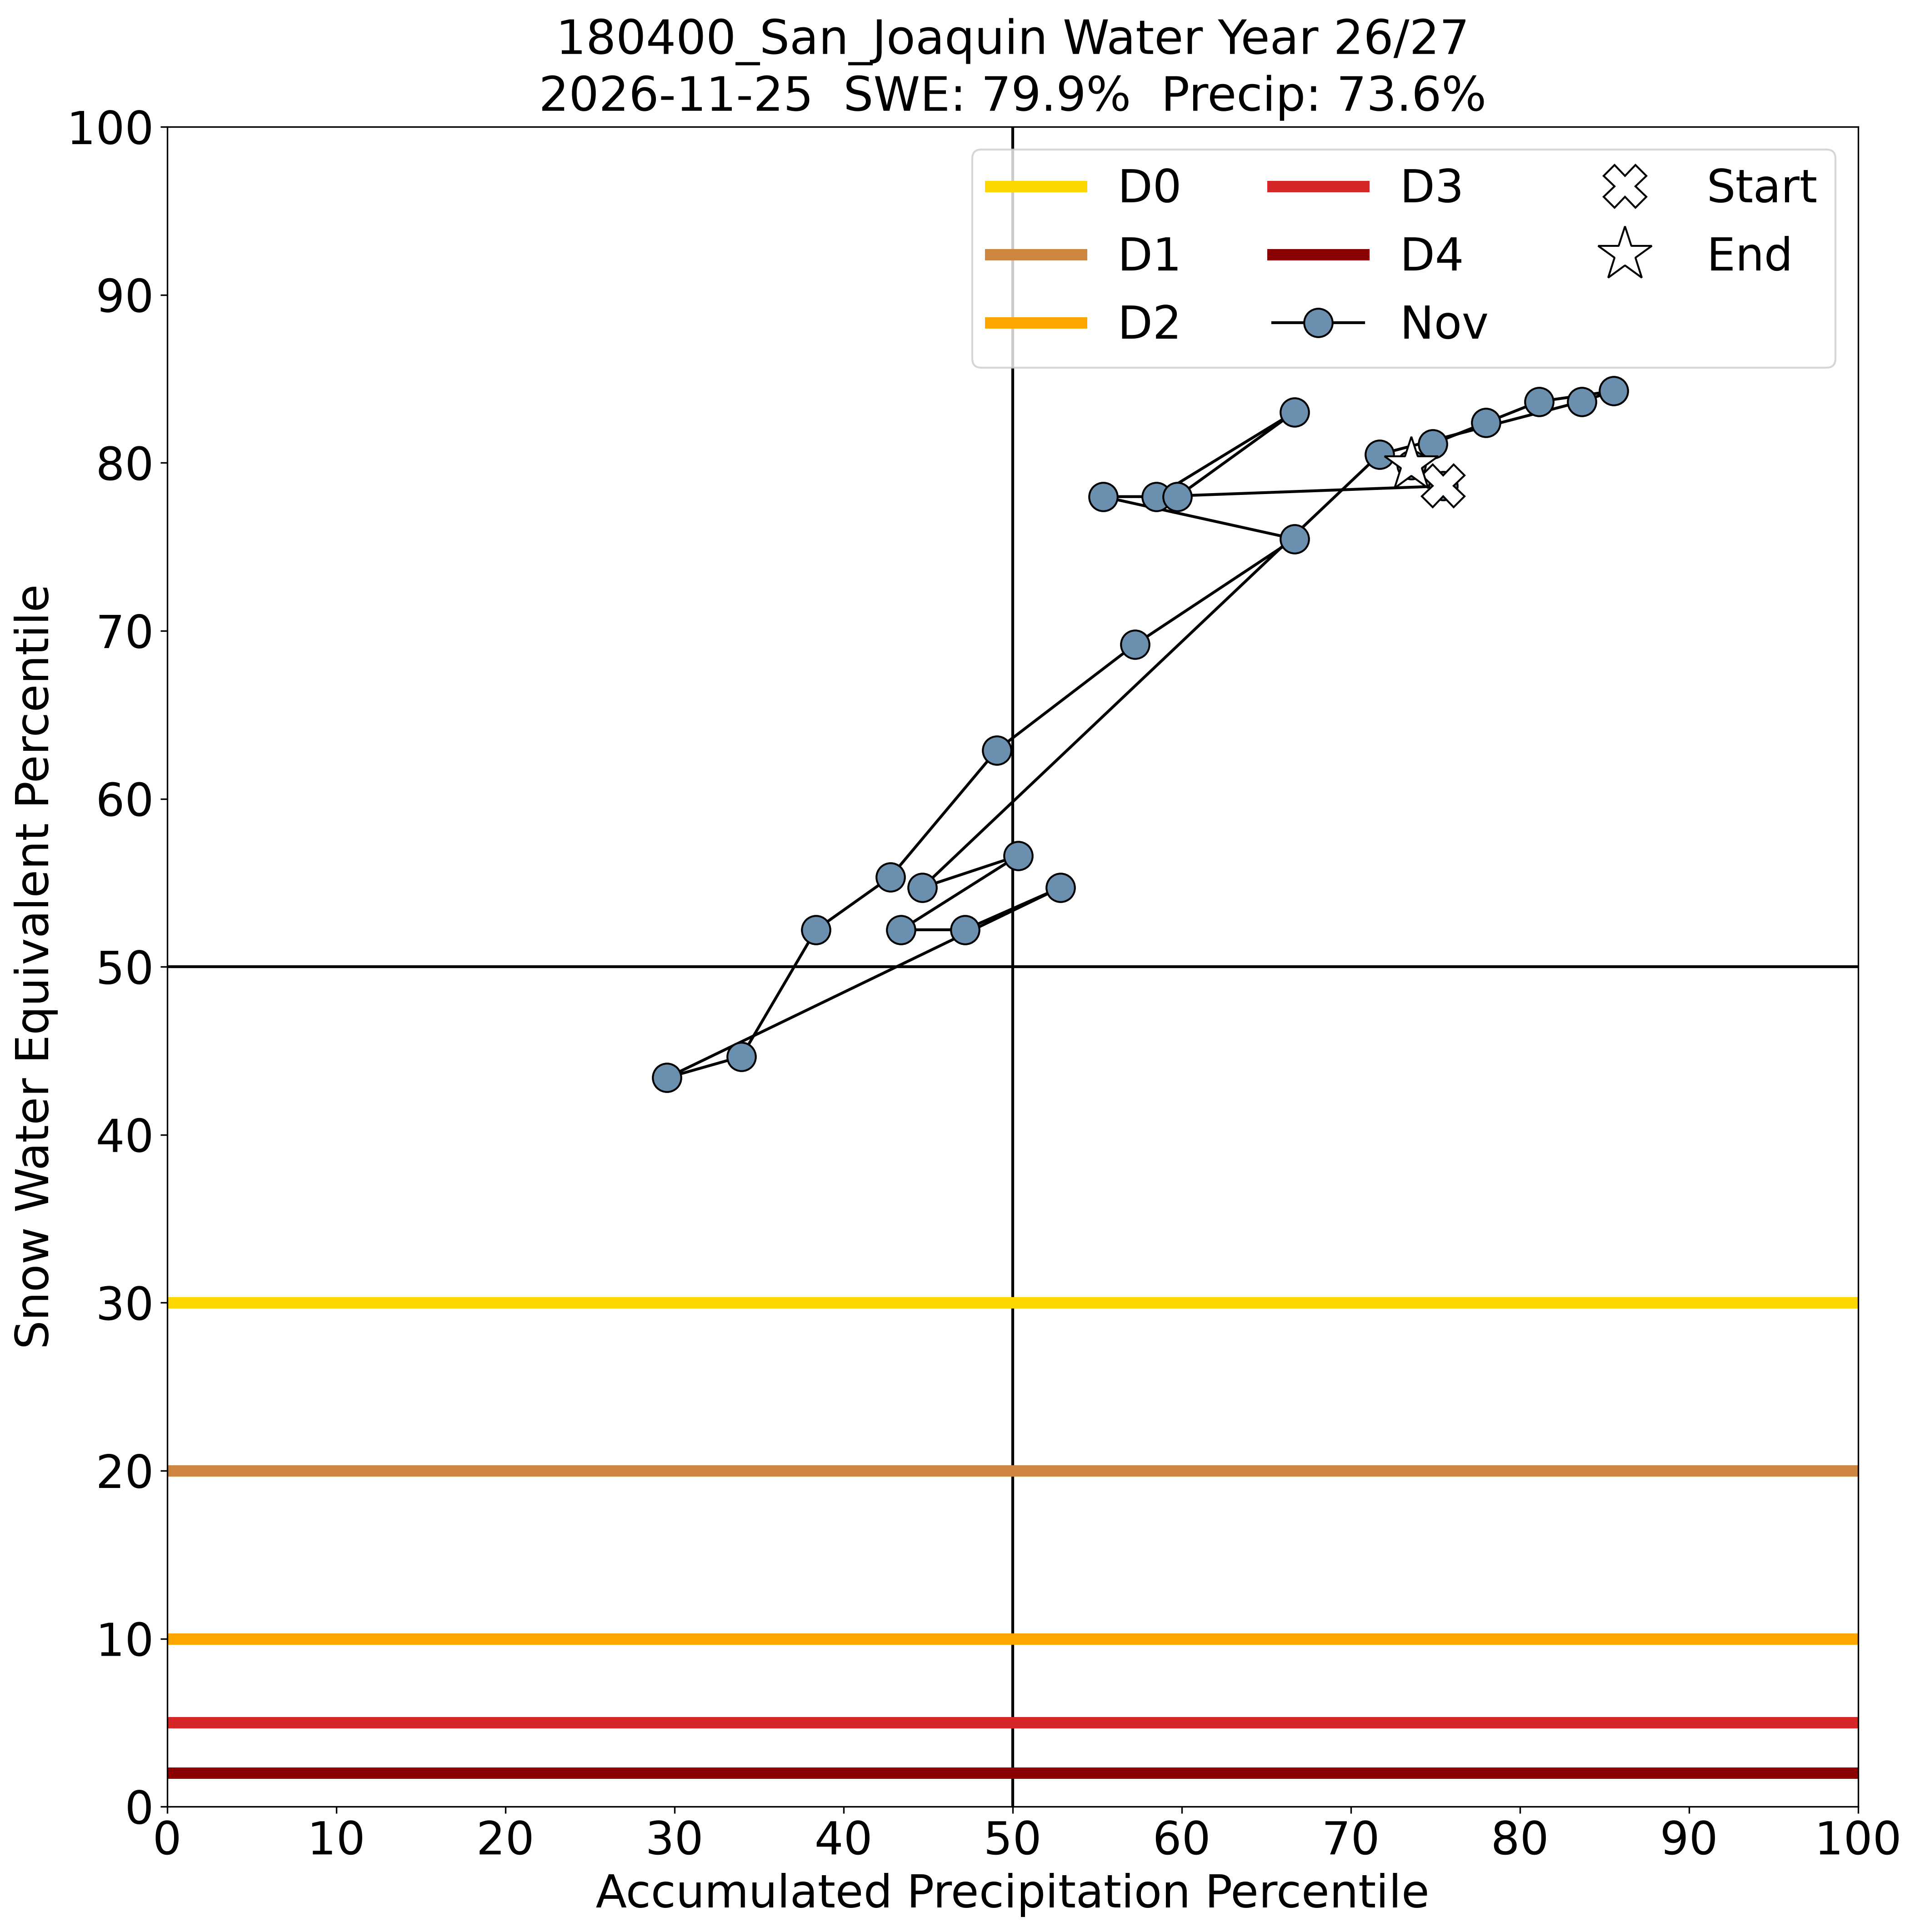 180400_San_Joaquin Water Year 26/27
2026-11-25 SWE: 79.9% Precip: 73.6%
D0
D1
D2
D3
D4
Nov
Start
End
Snow Water Equivalent Percentile
100
90
80
70
60
50
40
30
20
10
0
0 10 20 30 40 50 60 70 80 90 100
Accumulated Precipitation Percentile